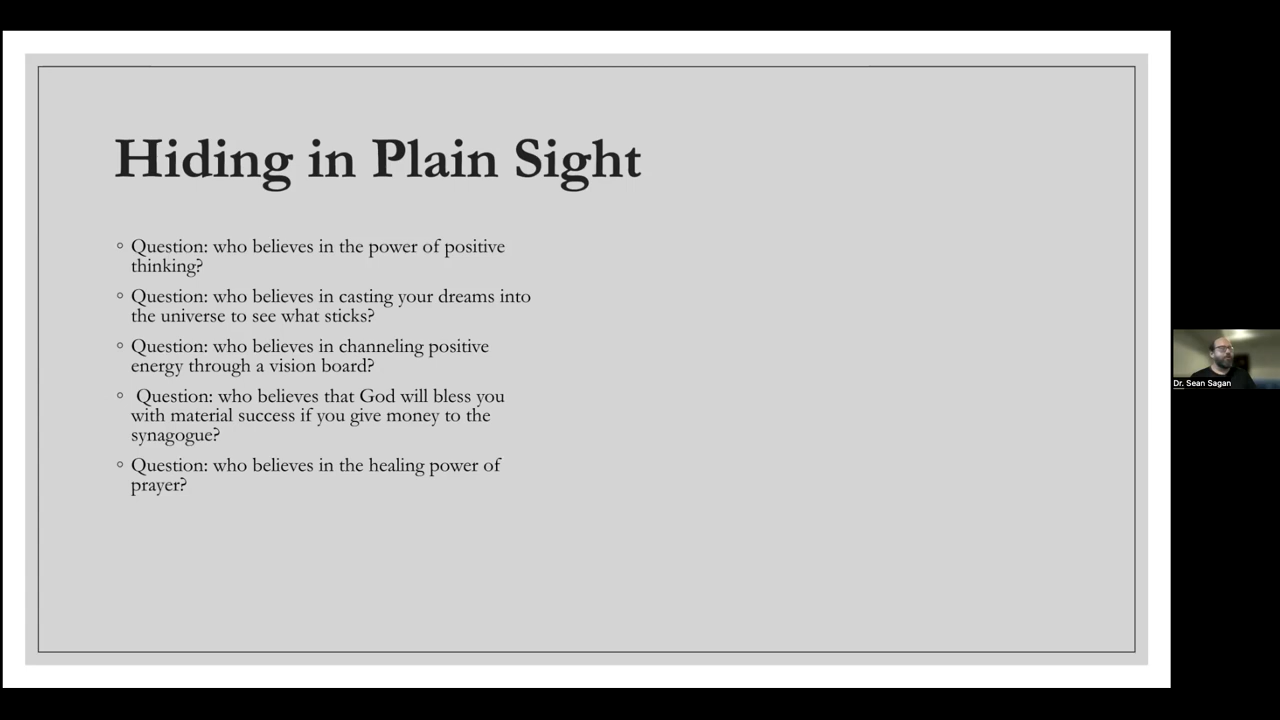 Hiding in Plain Sight
◦ Question: who believes in the power of positive
thinking?
◦ Question: who believes in casting your dreams into
the universe to see what sticks?
◦ Question: who believes in channeling positive
energy through a vision board?
◦ Question: who believes that God will bless you
with material success if you give money to the
synagogue?
◦ Question: who believes in the healing power of
prayer?
Dr. Sean Sagan